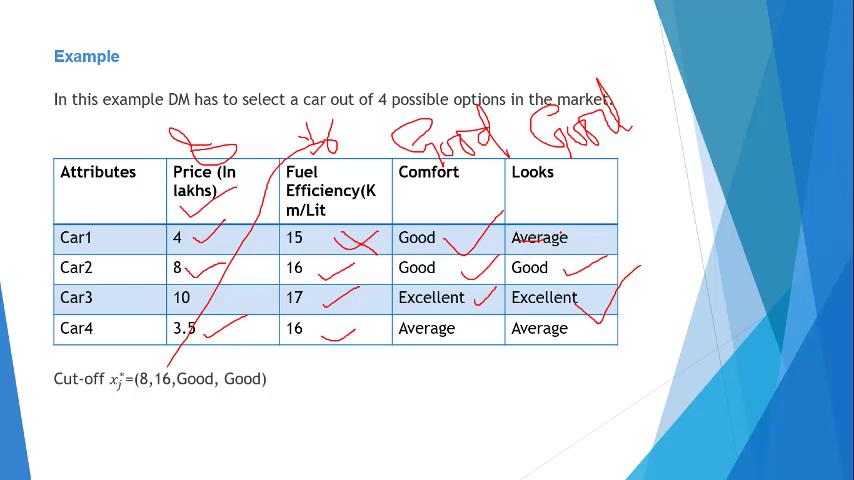 Example
In this example DM has to select a car out of 4 possible options in the market.
8 16 Good Good
Attributes Price (In lakhs) Fuel Efficiency(K m/Lit Comfort Looks
Car1 4 15 Good Average
Car2 8 16 Good Good
Car3 10 17 Excellent Excellent
Car4 3.5 16 Average Average
Cut-off x*j=(8,16,Good, Good)